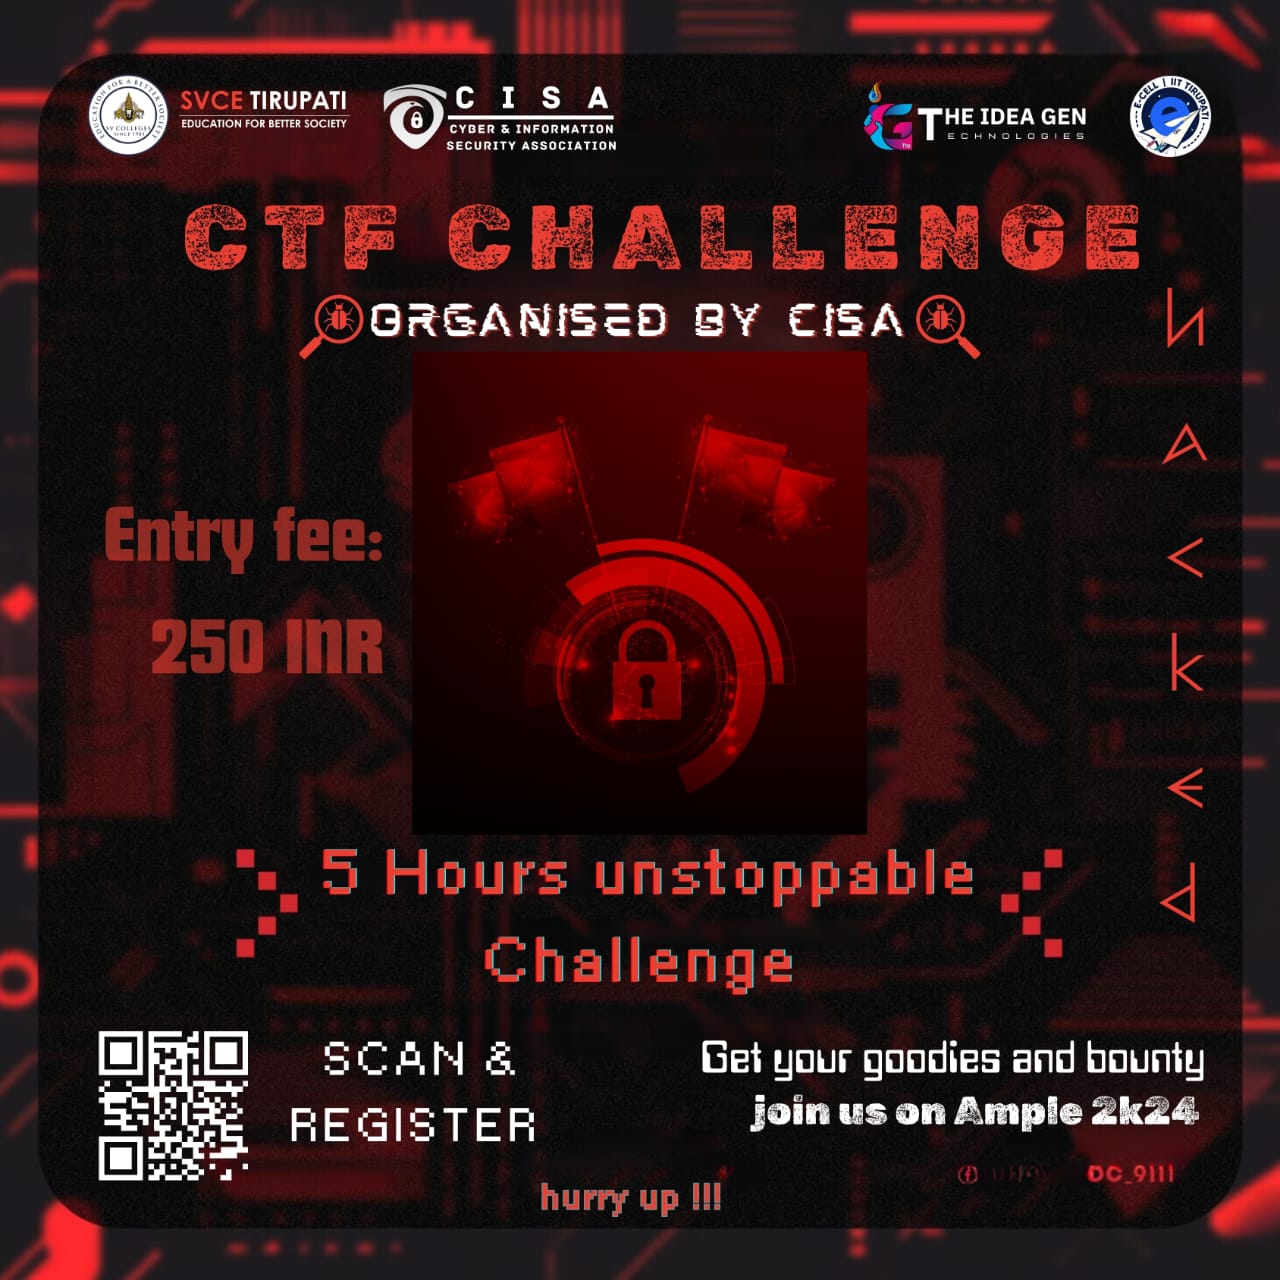 EDUCATION FOR A BETTER SOCIETY
SV COLLEGES
SINCE 1981
SVCE TIRUPATI
EDUCATION FOR BETTER SOCIETY
CISA
CYBER & INFORMATION
SECURITY ASSOCIATION
The
THE IDEA GEN
TECHNOLOGIES
E-CELL | IIT TIRUPATI
CTF CHALLENGE
ORGANISED BY CISA
HACKED
Entry fee:
250 INR
5 Hours unstoppable
Challenge
SCAN &
REGISTER
Get your goodies and bounty
join us on Ample 2k24
DC_9111
hurry up !!!